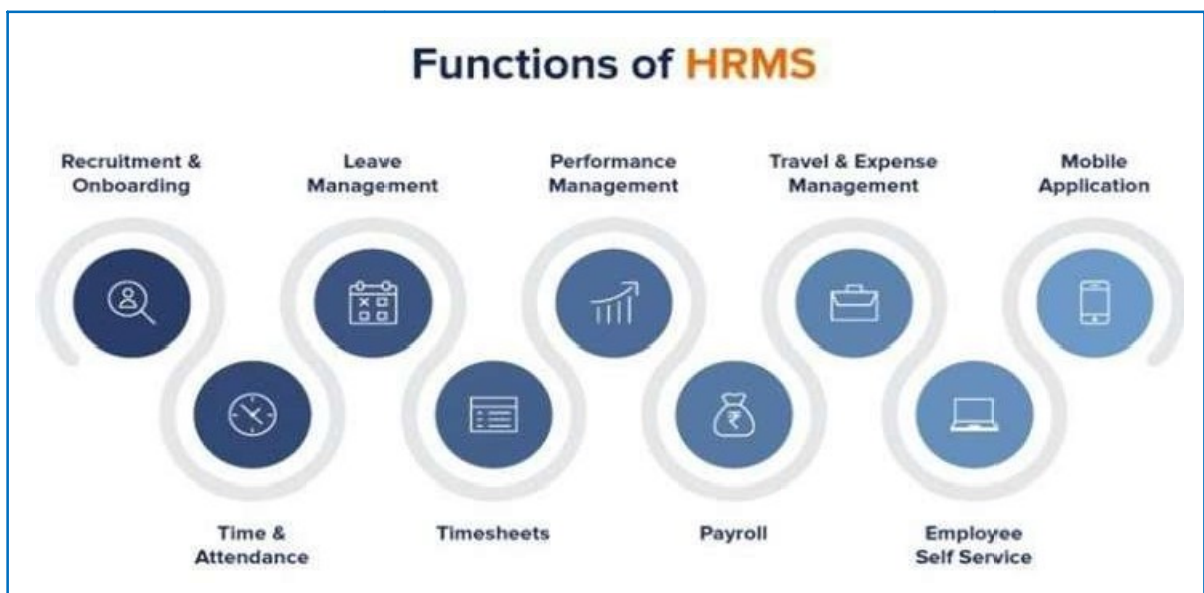 Functions of HRMS
Recruitment &
Onboarding
Leave
Management
Performance
Management
Travel & Expense
Management
Mobile
Application
₹
Time &
Attendance
Timesheets
Payroll
Employee
Self Service